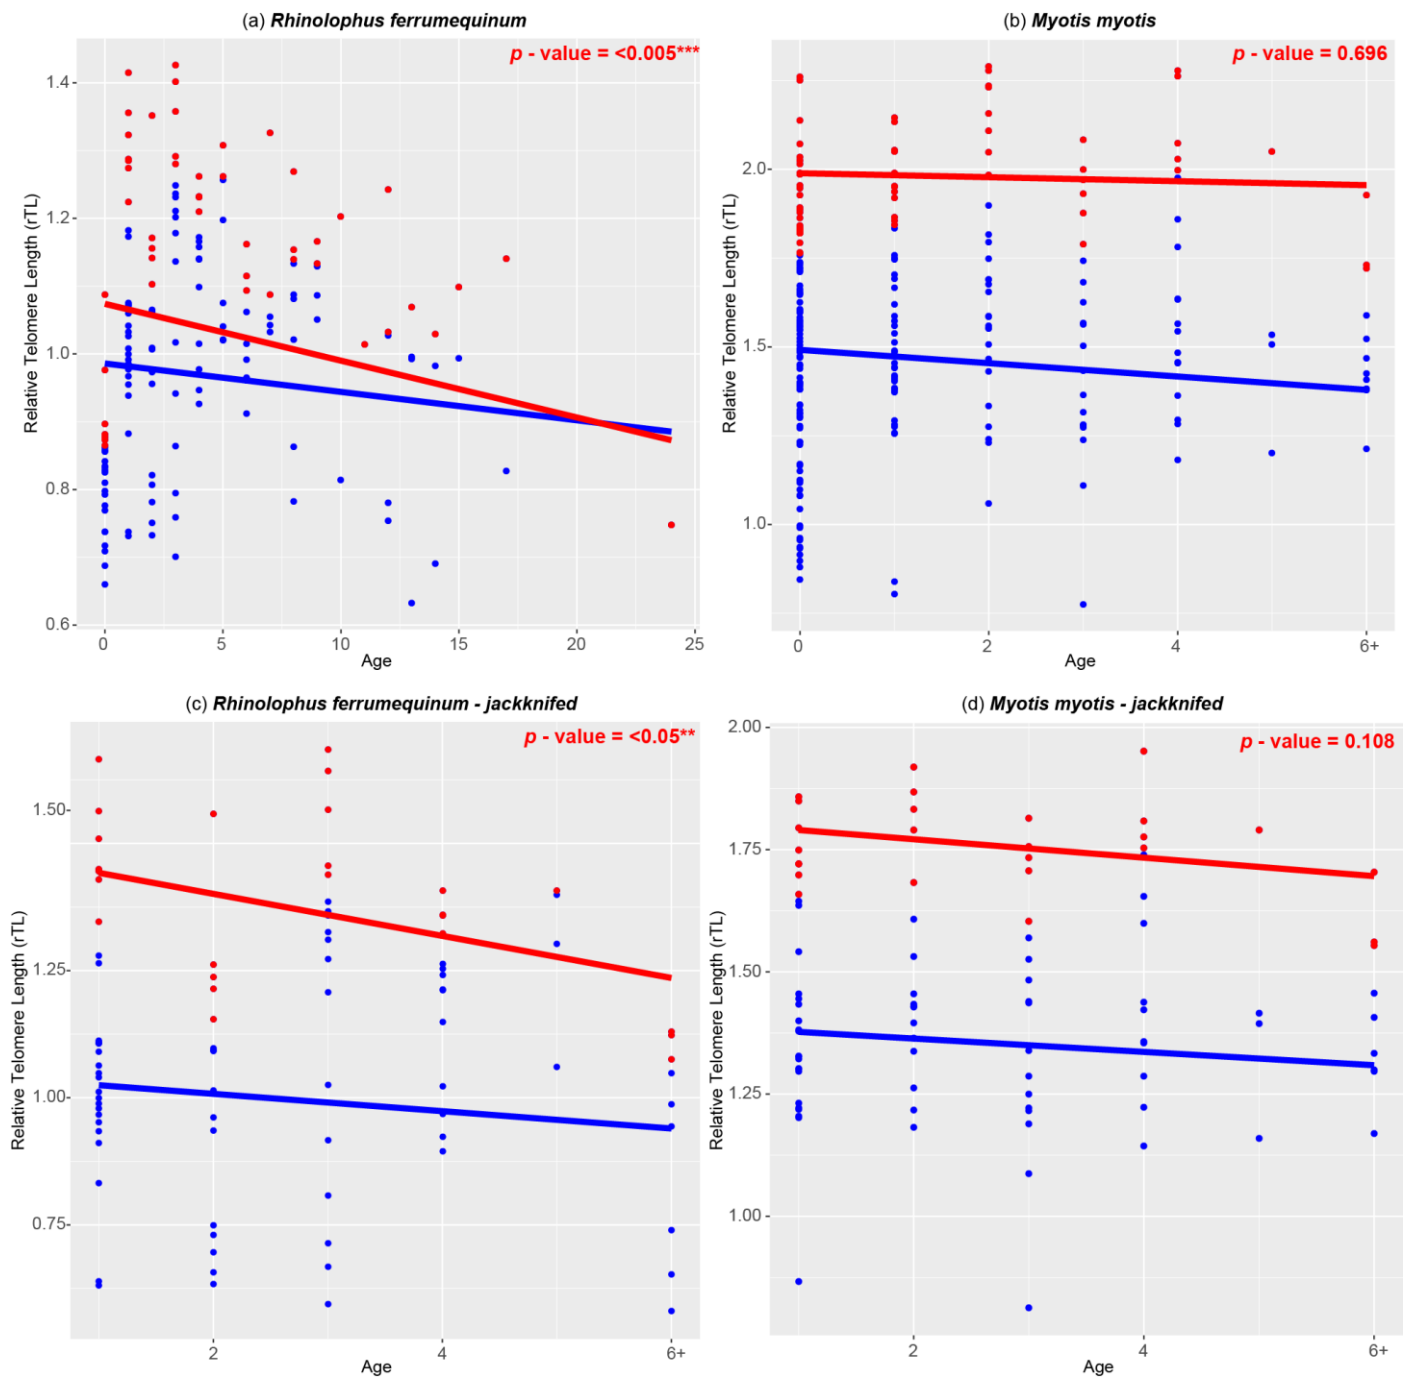 (a) Rhinolophus ferrumequinum
p - value = <0.005***
1.4
1.2
1.0
0.8
0.6
Relative Telomere Length (rTL)
0 5 10 15 20 25
Age
(b) Myotis myotis
p - value = 0.696
2.0
1.5
1.0
Relative Telomere Length (rTL)
0 2 4 6+
Age
(c) Rhinolophus ferrumequinum - jackknifed
p - value = <0.05**
1.50
1.25
1.00
0.75
Relative Telomere Length (rTL)
2 4 6+
Age
(d) Myotis myotis - jackknifed
p - value = 0.108
2.00
1.75
1.50
1.25
1.00
Relative Telomere Length (rTL)
2 4 6+
Age